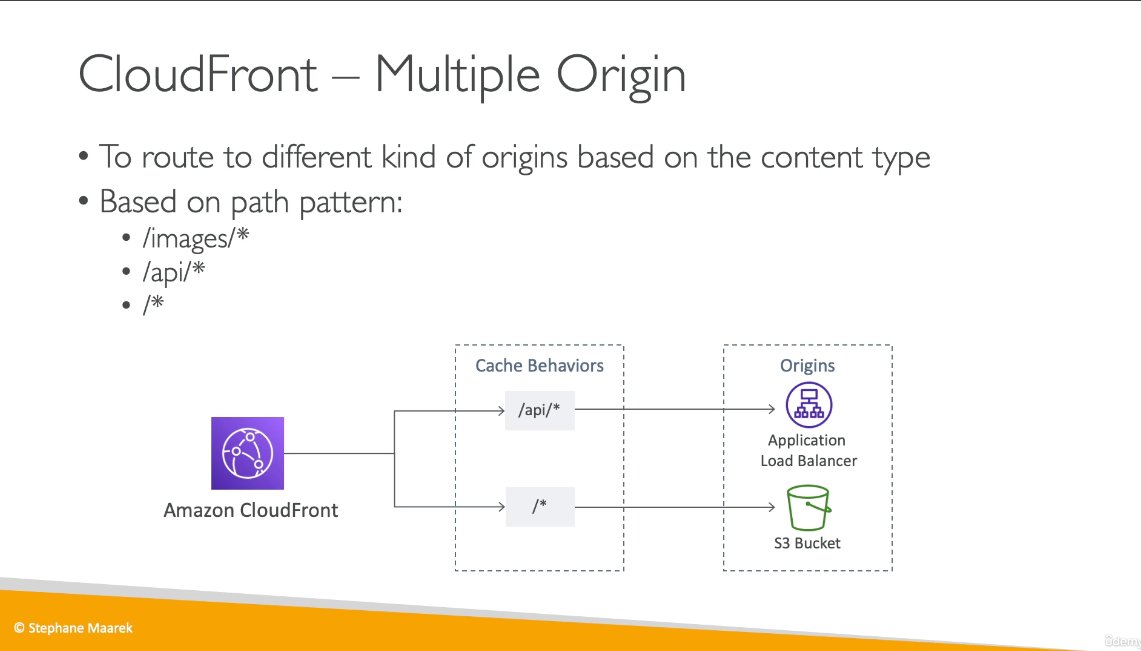 CloudFront – Multiple Origin
• To route to different kind of origins based on the content type
• Based on path pattern:
• /images/*
• /api/*
• /*
Cache Behaviors
Origins
/api/*
Application
Load Balancer
Amazon CloudFront
/*
S3 Bucket
© Stephane Maarek
Udemy